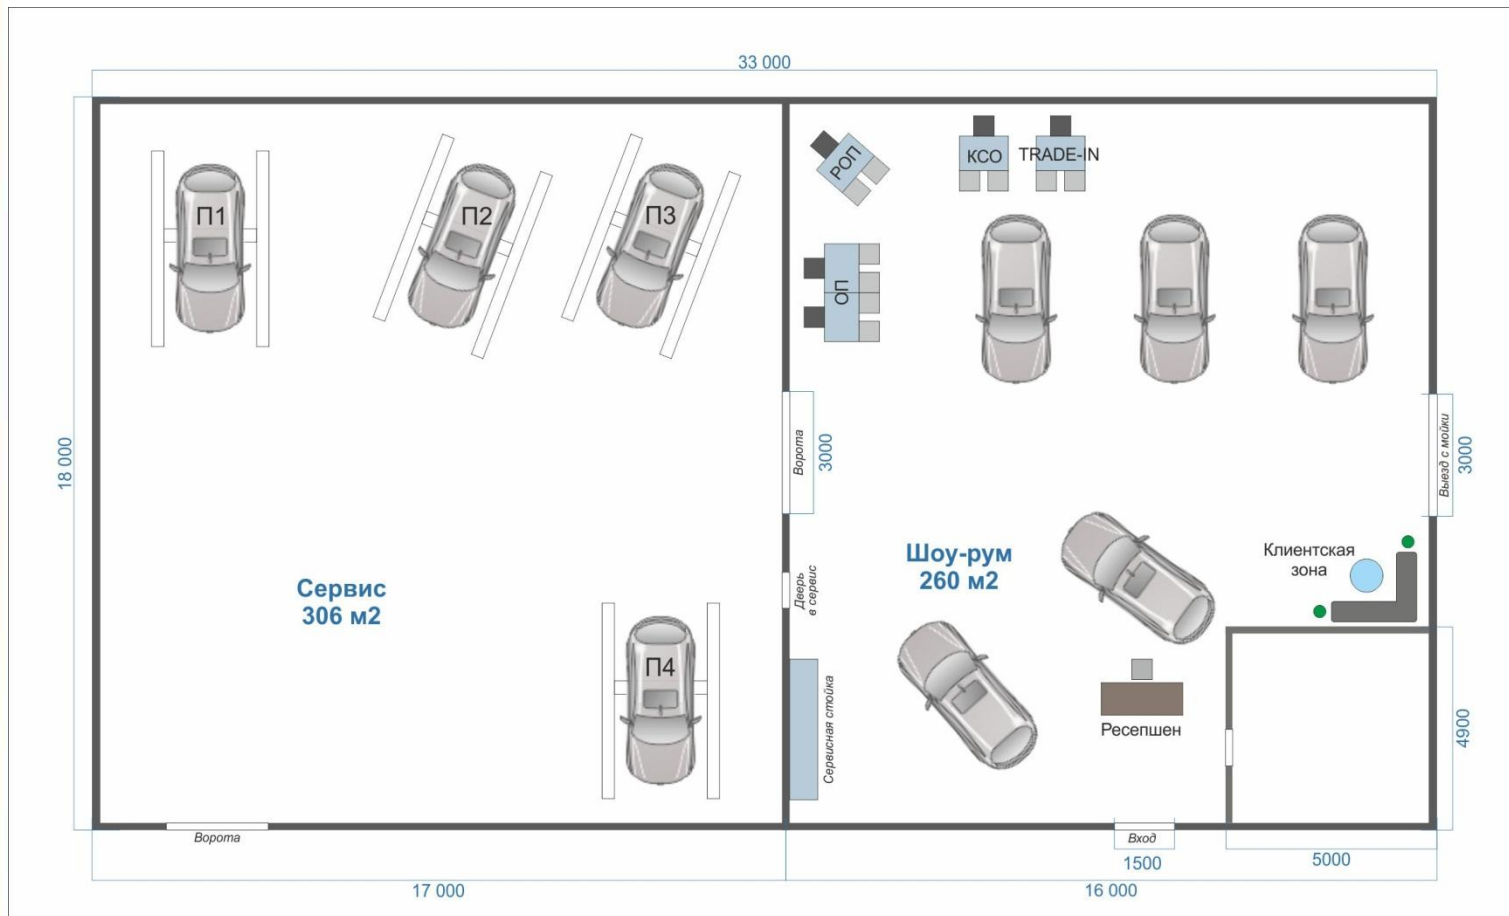 33 000
П1
П2
П3
РОП
КСО
TRADE-IN
ОП
18 000
Ворота
3000
Выезд с мойки
3000
Сервис
306 м2
Дверь
в сервис
Шоу-рум
260 м2
Клиентская
зона
П4
Сервисная стойка
Ресепшен
4900
Ворота
Вход
1500
5000
17 000
16 000